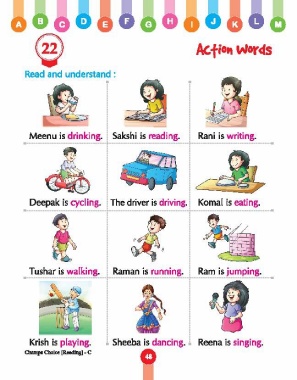 A B C D E F G H I J K L M
22
Action Words
Read and understand :
Meenu is drinking. Sakshi is reading. Rani is writing.
Deepak is cycling. The driver is driving. Komal is eating.
Tushar is walking. Raman is running. Ram is jumping.
Krish is playing. Sheeba is dancing. Reena is singing.
Champs Choice [Reading] - C
48